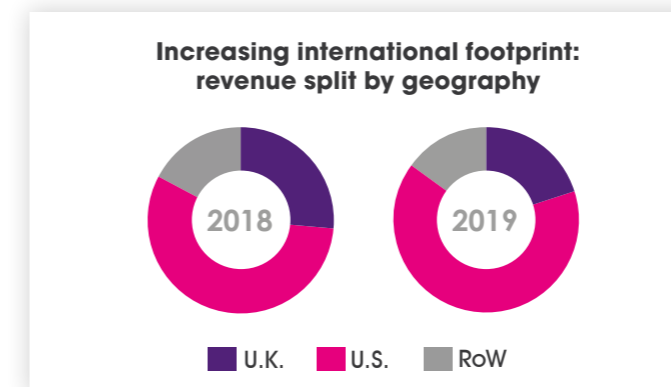 Increasing international footprint:
revenue split by geography
2018
2019
U.K.
U.S.
RoW